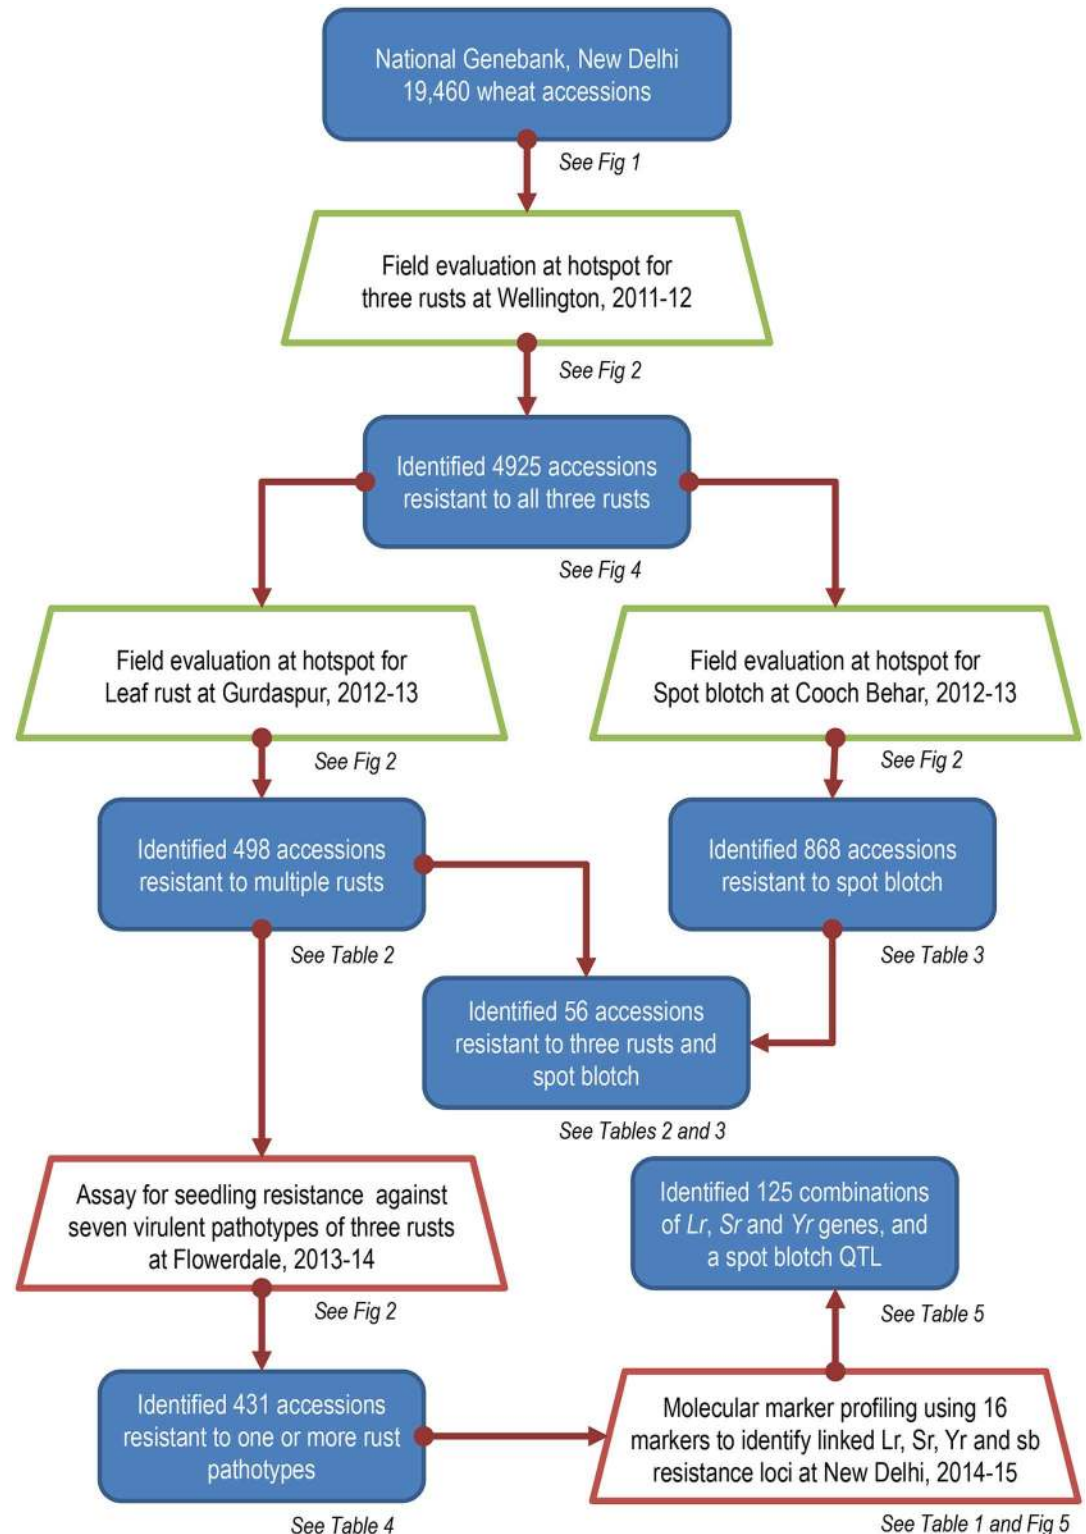 National Genebank, New Delhi
19,460 wheat accessions
See Fig 1
Field evaluation at hotspot for
three rusts at Wellington, 2011-12
See Fig 2
Identified 4925 accessions
resistant to all three rusts
See Fig 4
Field evaluation at hotspot for
Leaf rust at Gurdaspur, 2012-13
See Fig 2
Field evaluation at hotspot for
Spot blotch at Cooch Behar, 2012-13
See Fig 2
Identified 498 accessions
resistant to multiple rusts
See Table 2
Identified 868 accessions
resistant to spot blotch
See Table 3
Identified 56 accessions
resistant to three rusts and
spot blotch
See Tables 2 and 3
Assay for seedling resistance against
seven virulent pathotypes of three rusts
at Flowerdale, 2013-14
See Fig 2
Identified 431 accessions
resistant to one or more rust
pathotypes
See Table 4
Identified 125 combinations
of Lr, Sr and Yr genes, and
a spot blotch QTL
See Table 5
Molecular marker profiling using 16
markers to identify linked Lr, Sr, Yr and sb
resistance loci at New Delhi, 2014-15
See Table 1 and Fig 5